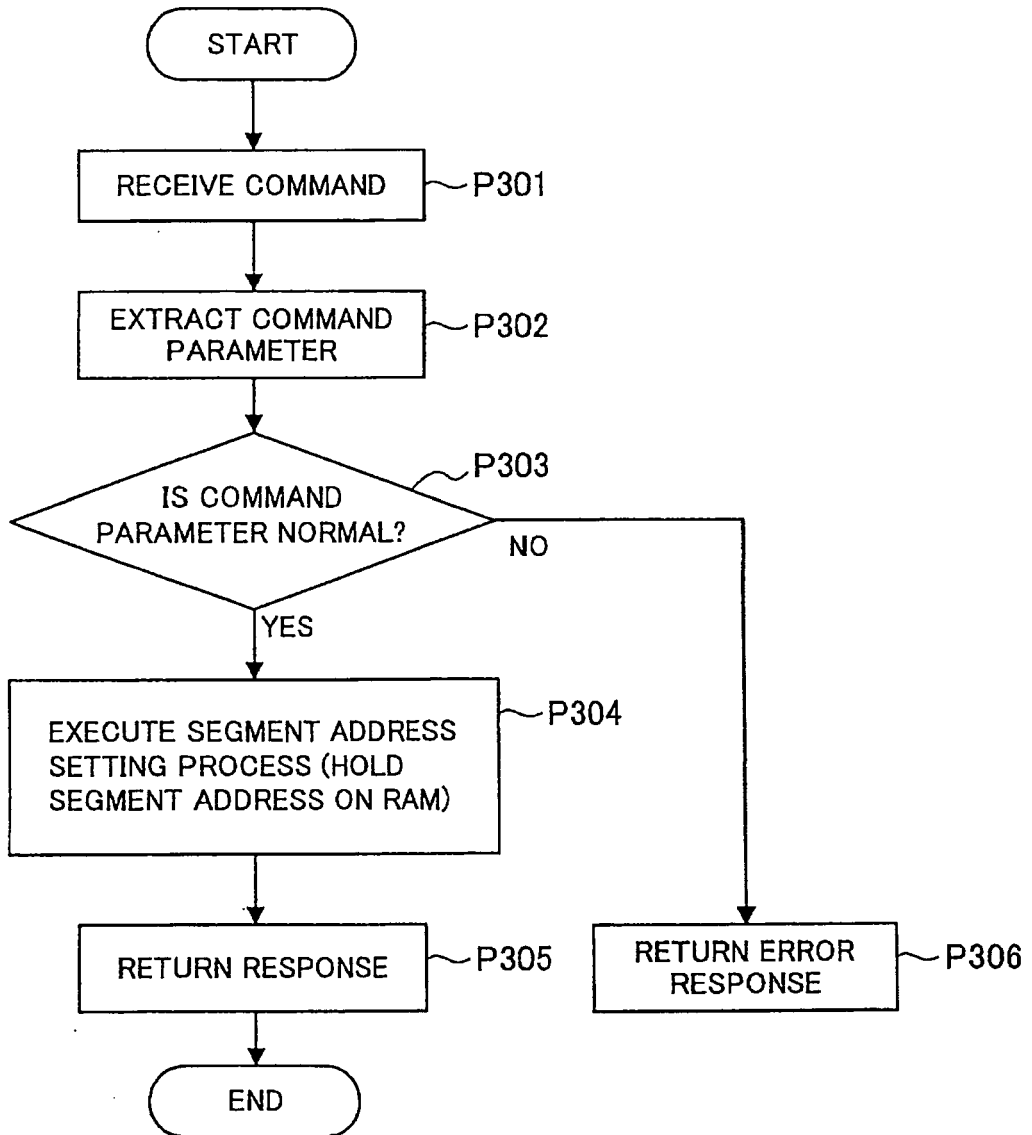 START
RECEIVE COMMAND
P301
EXTRACT COMMAND
PARAMETER
P302
IS COMMAND
PARAMETER NORMAL?
P303
NO
YES
EXECUTE SEGMENT ADDRESS
SETTING PROCESS (HOLD
SEGMENT ADDRESS ON RAM)
P304
RETURN RESPONSE
P305
RETURN ERROR
RESPONSE
P306
END